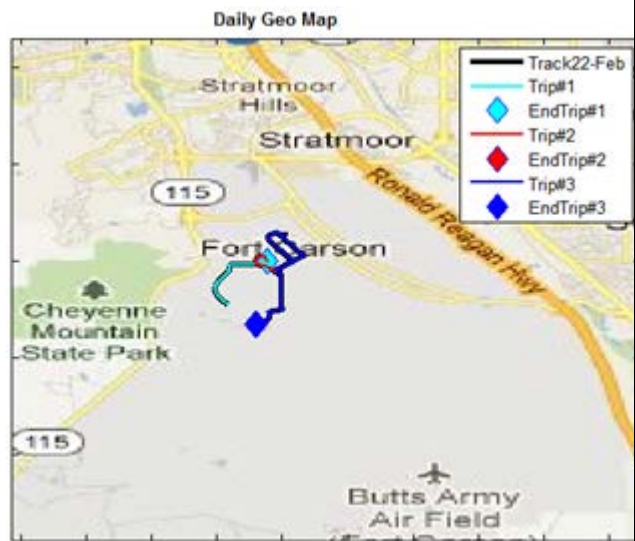 Daily Geo Map
Track22-Feb
Trip#1
EndTrip#1
Trip#2
EndTrip#2
Trip#3
EndTrip#3
Stratmoor
Hills
Stratmoor
115
Ronald Reagan Hwy
Fort Carson
Cheyenne
Mountain
State Park
115
Butts Army
Air Field